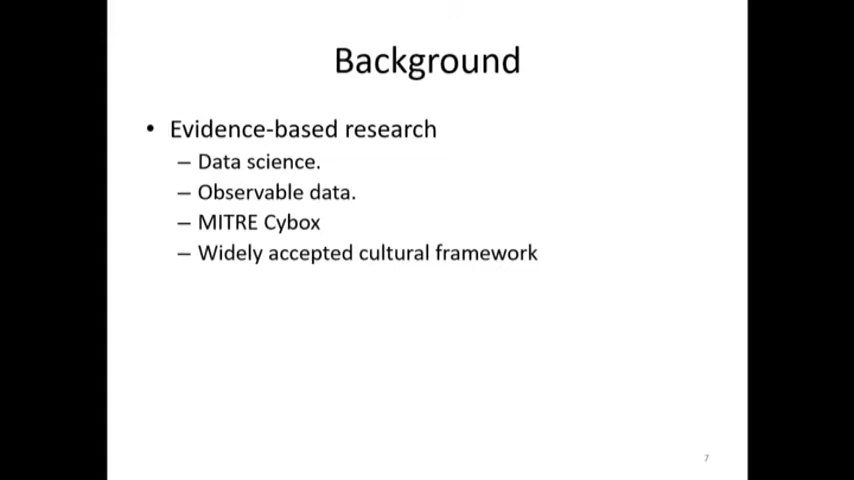 Background
• Evidence-based research
– Data science.
– Observable data.
– MITRE Cybox
– Widely accepted cultural framework
7